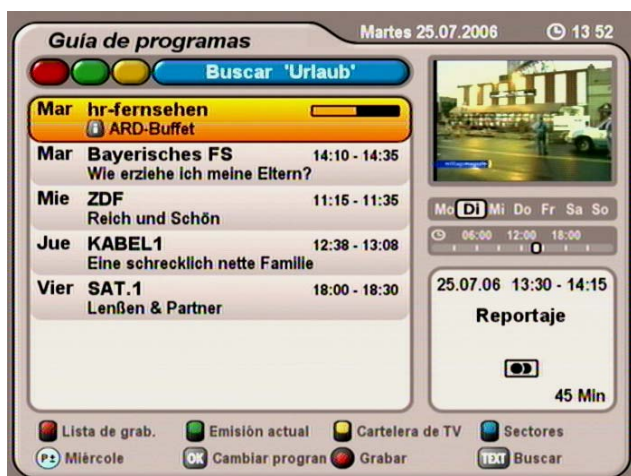 Guía de programas
Martes 25.07.2006 13 52
Buscar 'Urlaub'
Mar hr-fernsehen
ARD-Buffet
Mar Bayerisches FS 14:10 - 14:35
Wie erziehe ich meine Eltern?
Mie ZDF 11:15 - 11:35
Reich und Schön
Jue KABEL1 12:38 - 13:08
Eine schrecklich nette Familie
Vier SAT.1 18:00 - 18:30
Lenßen & Partner
Mo Di Mi Do Fr Sa So
06:00 12:00 18:00
25.07.06 13:30 - 14:15
Reportaje
45 Min
Lista de grab. Emisiòn actual Cartelera de TV Sectores
P± Miércole OK Cambiar progran Grabar TEXT Buscar